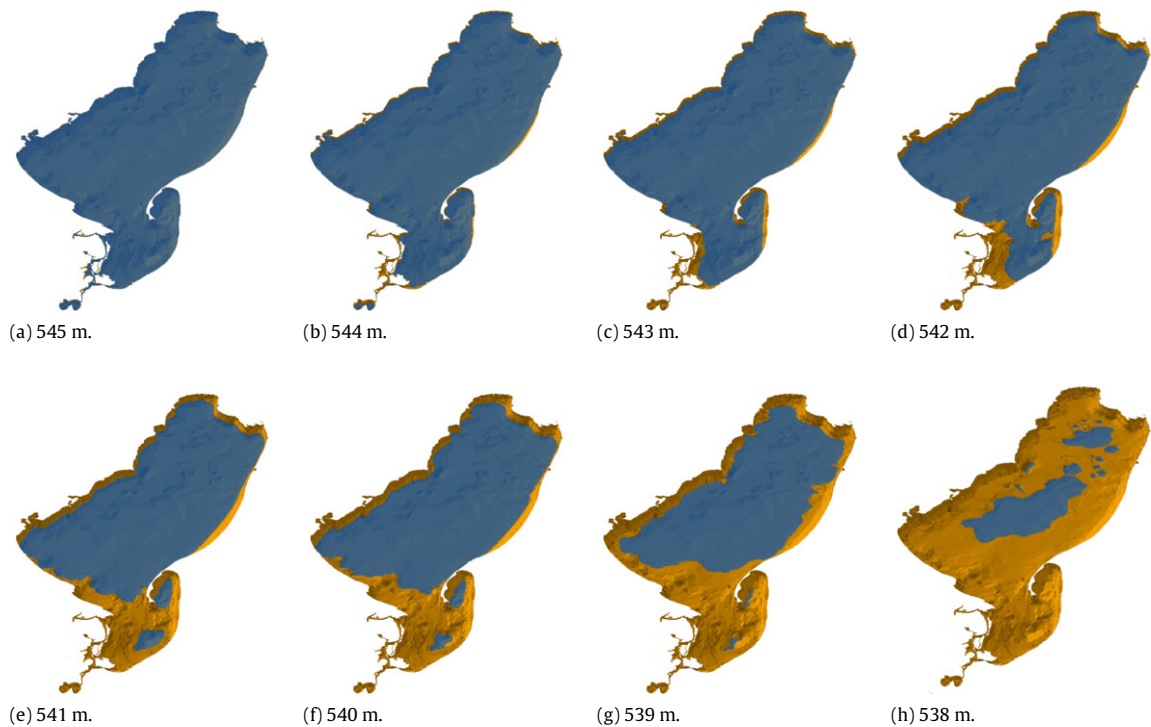 (a) 545 m.
(b) 544 m.
(c) 543 m.
(d) 542 m.
(e) 541 m.
(f) 540 m.
(g) 539 m.
(h) 538 m.